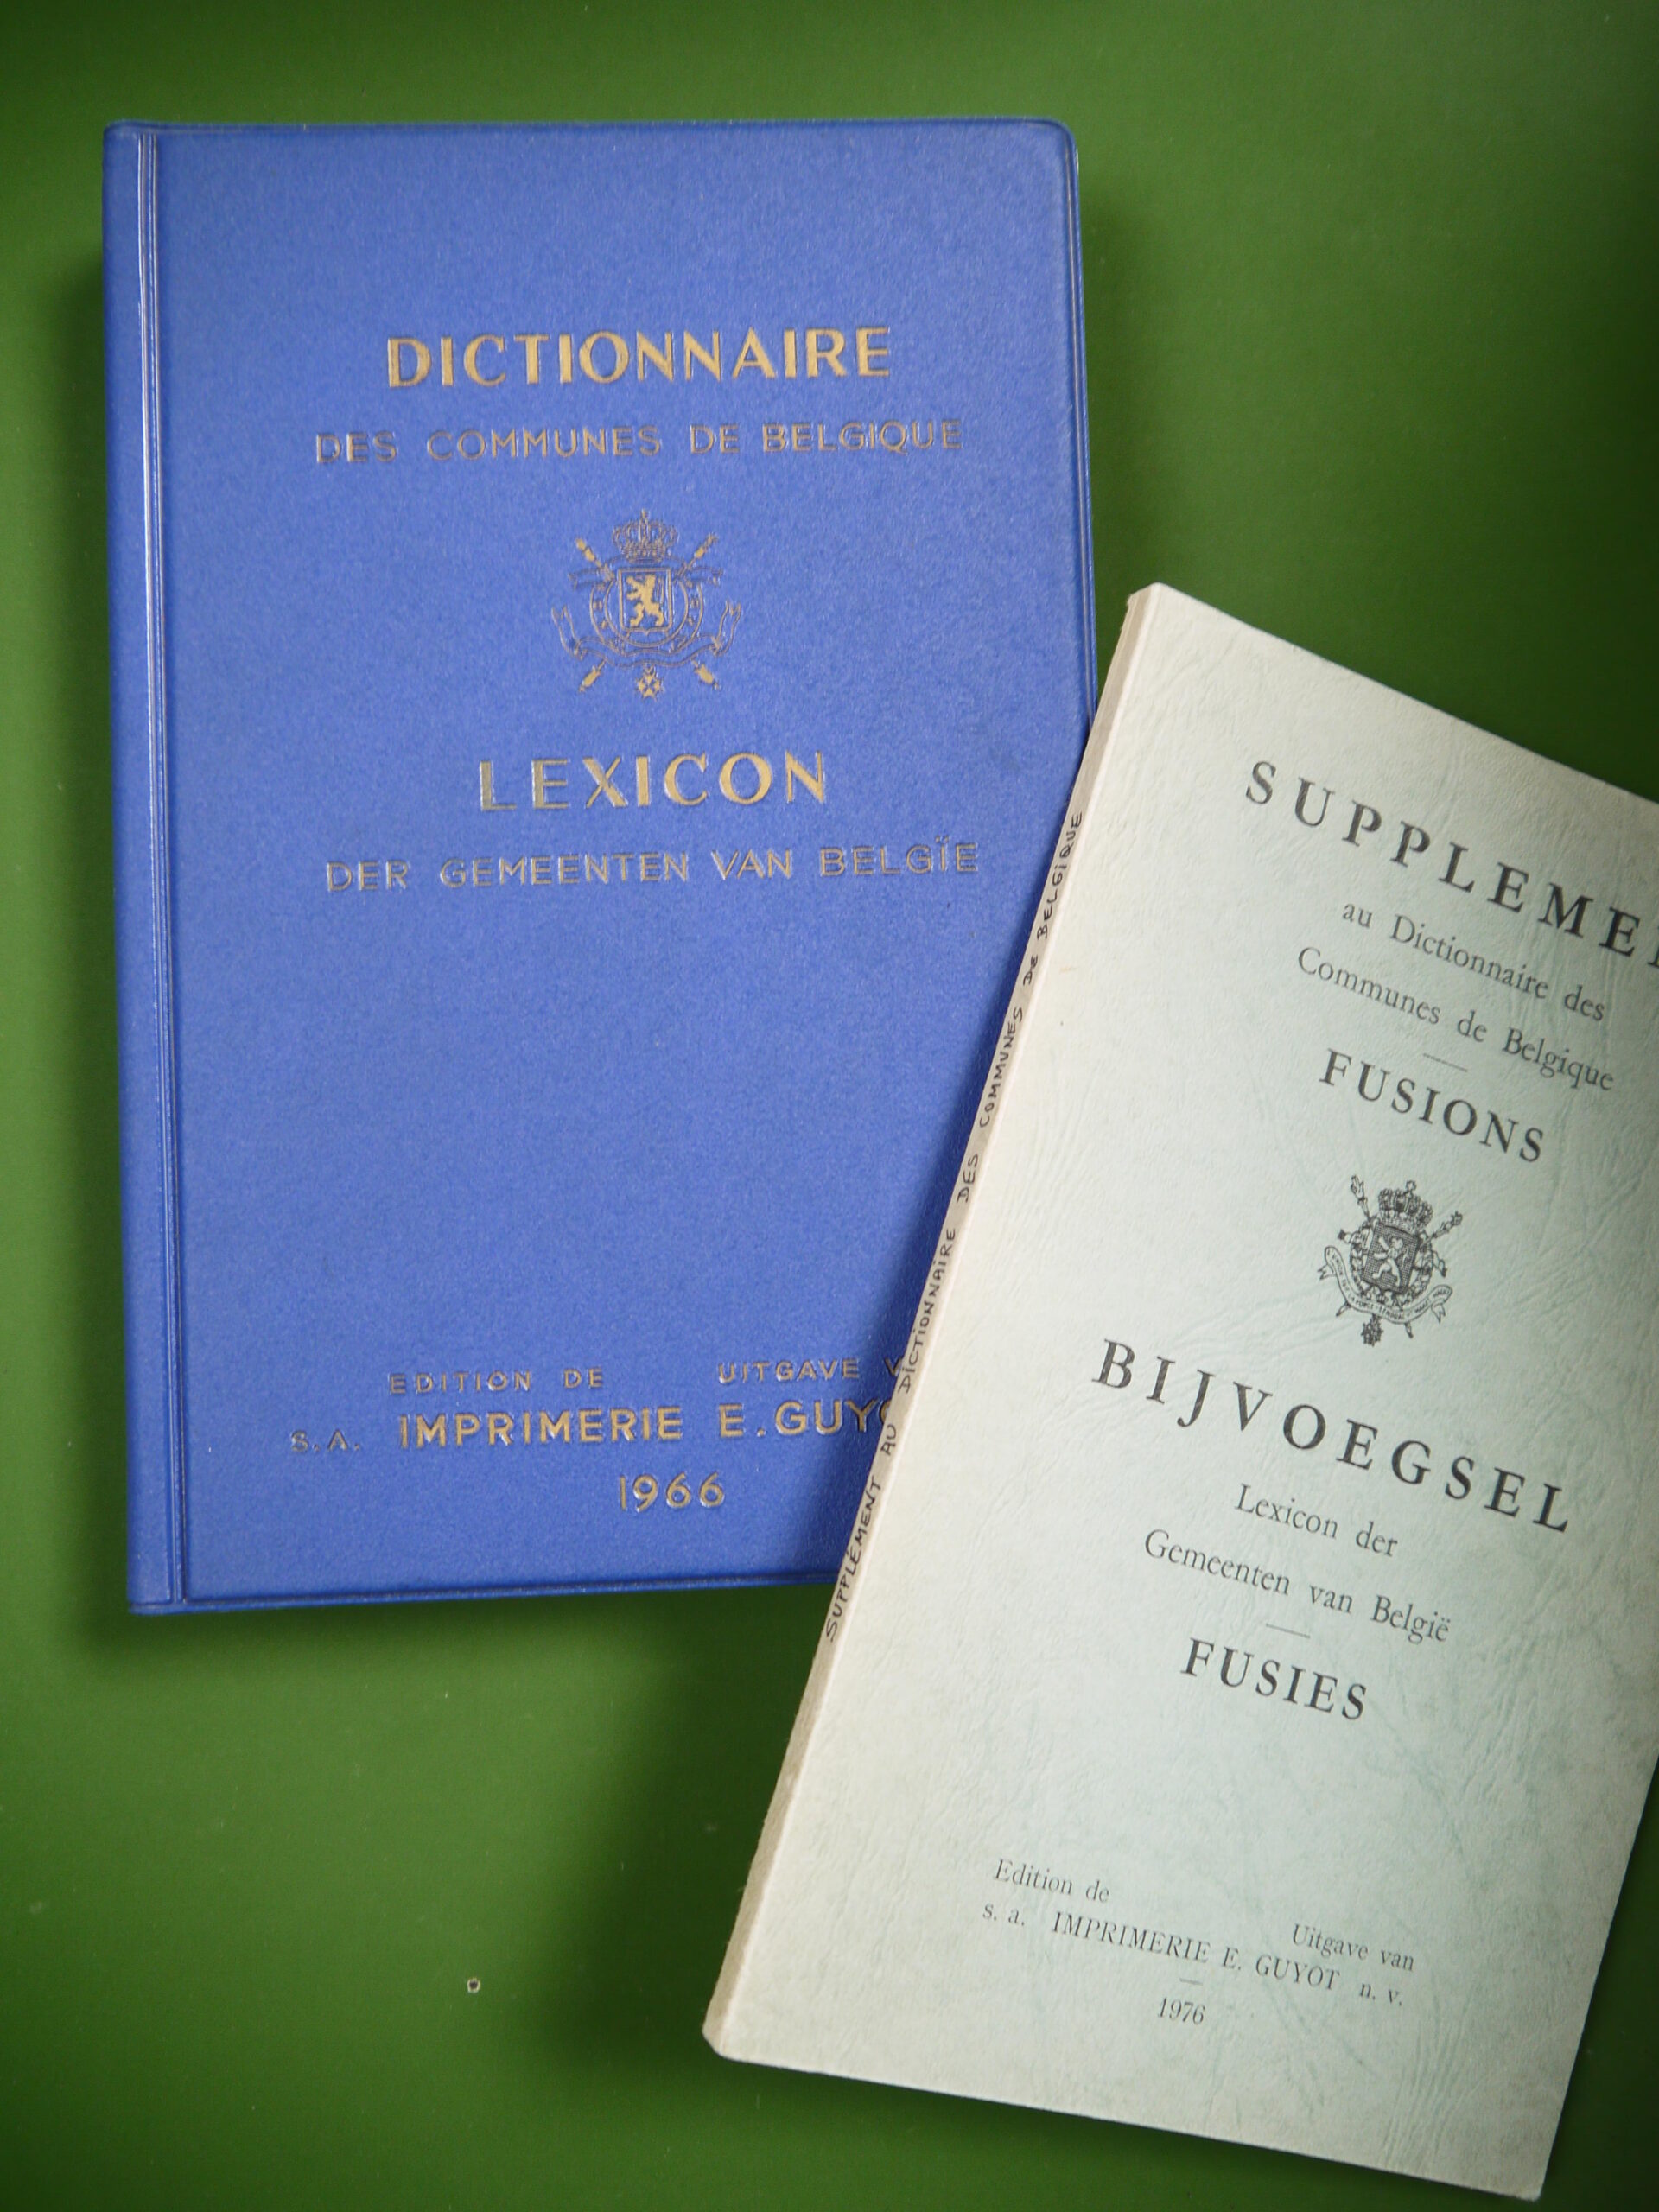 DICTIONNAIRE
DES COMMUNES DE BELGIQUE
LEXICON
DER GEMEENTEN VAN BELGÏE
EDITION DE UITGAVE
S.A. IMPRIMERIE E. GUYO
1966
SUPPLÉMENT AU DICTIONNAIRE DES COMMUNES DE BELGIQUE
SUPPLEME
au Dictionnaire des
Communes de Belgique
FUSIONS
BIJVOEGSEL
Lexicon der
Gemeenten van België
FUSIES
Edition de Uitgave van
s. a. IMPRIMERIE E. GUYOT n. v.
1976